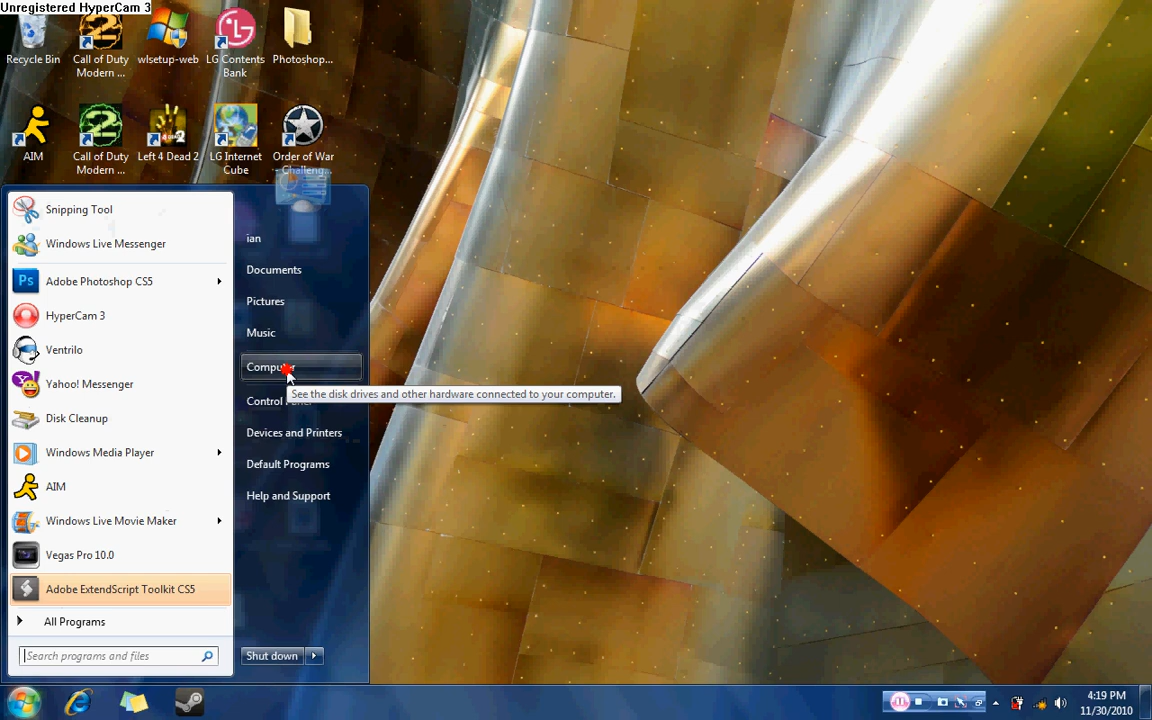 Unregistered HyperCam 3
Recycle Bin
Call of Duty
Modern ...
wlsetup-web
LG Contents
Bank
Photoshop...
AIM
Call of Duty
Modern ...
Left 4 Dead 2
LG Internet
Cube
Order of War
- Challeng...
Snipping Tool
Windows Live Messenger
Adobe Photoshop CS5
HyperCam 3
Ventrilo
Yahoo! Messenger
Disk Cleanup
Windows Media Player
AIM
Windows Live Movie Maker
Vegas Pro 10.0
Adobe ExtendScript Toolkit CS5
All Programs
Search programs and files
ian
Documents
Pictures
Music
Computer
See the disk drives and other hardware connected to your computer.
Control Panel
Devices and Printers
Default Programs
Help and Support
Shut down
4:19 PM
11/30/2010